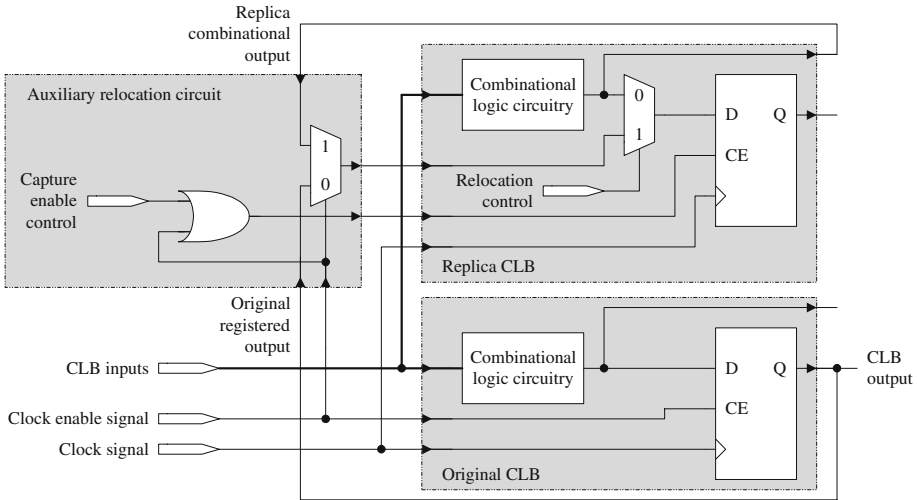 Replica
combinational
output
Auxiliary relocation circuit
1
0
Capture
enable
control
Combinational
logic circuitry
0
1
D Q
CE
Relocation
control
Replica CLB
Original
registered
output
CLB inputs
Clock enable signal
Clock signal
Combinational
logic circuitry
D Q
CE
Original CLB
CLB
output